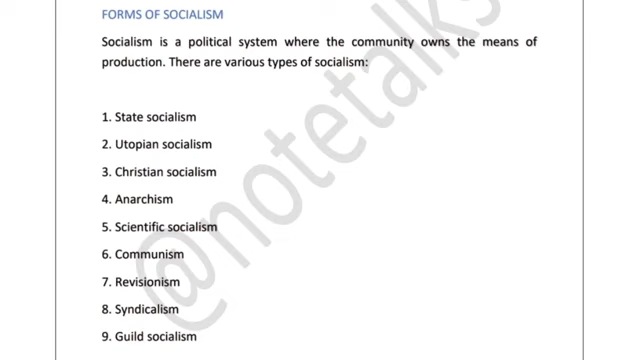 FORMS OF SOCIALISM
Socialism is a political system where the community owns the means of
production. There are various types of socialism:
1. State socialism
2. Utopian socialism
3. Christian socialism
4. Anarchism
5. Scientific socialism
6. Communism
7. Revisionism
8. Syndicalism
9. Guild socialism
@notetalks